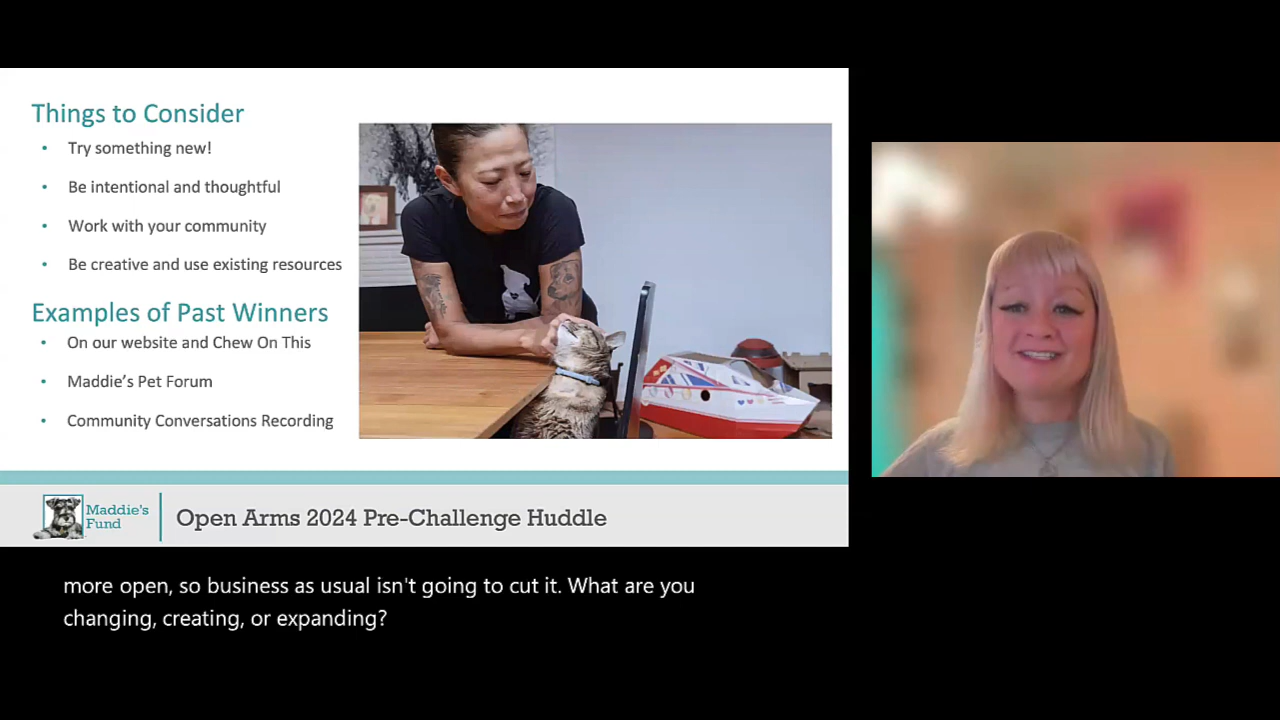 Things to Consider
• Try something new!
• Be intentional and thoughtful
• Work with your community
• Be creative and use existing resources
Examples of Past Winners
• On our website and Chew On This
• Maddie's Pet Forum
• Community Conversations Recording
Maddie's
Fund
Open Arms 2024 Pre-Challenge Huddle
more open, so business as usual isn't going to cut it. What are you
changing, creating, or expanding?